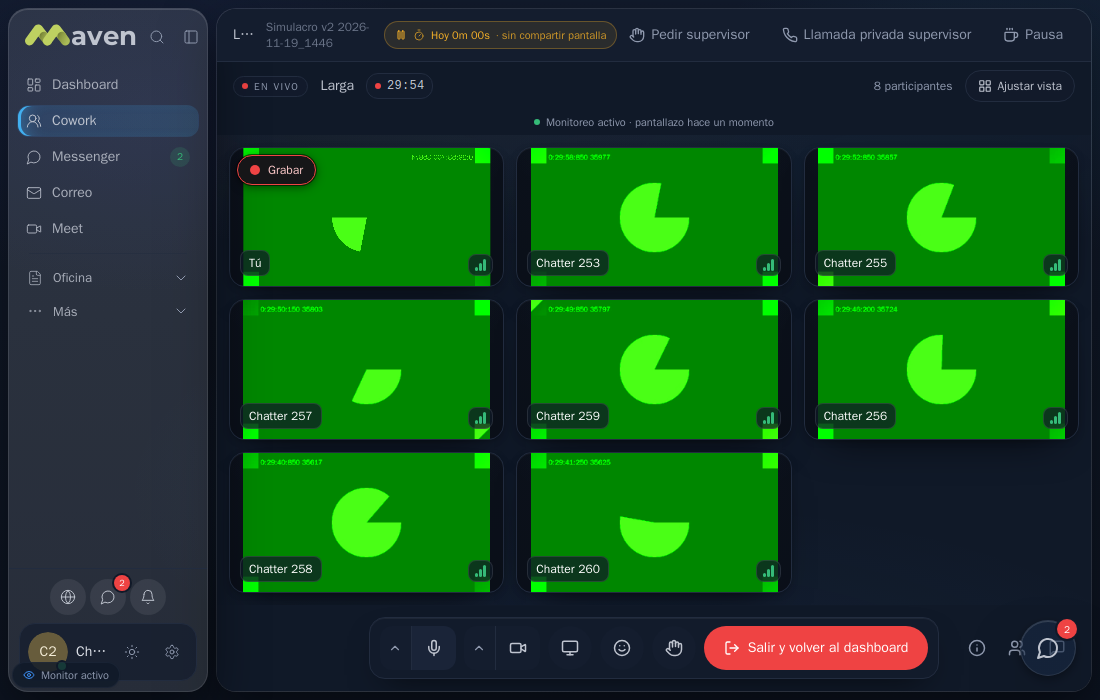 Maven
Dashboard
Cowork
Messenger
2
Correo
Meet
Oficina
Más
2
C2
Ch···
Monitor activo
L···
Simulacro v2 2026-
11-19_1446
Hoy 0m 00s · sin compartir pantalla
Pedir supervisor
Llamada privada supervisor
Pausa
EN VIVO
Larga
29:54
8 participantes
Ajustar vista
Monitoreo activo · pantallazo hace un momento
Grabar
Tú
0:29:58:850 35977
Chatter 253
0:29:52:850 35857
Chatter 255
0:29:50:150 35803
Chatter 257
0:29:49:850 35797
Chatter 259
0:29:46:200 35724
Chatter 256
0:29:40:850 35617
Chatter 258
0:29:41:250 35625
Chatter 260
Salir y volver al dashboard
2